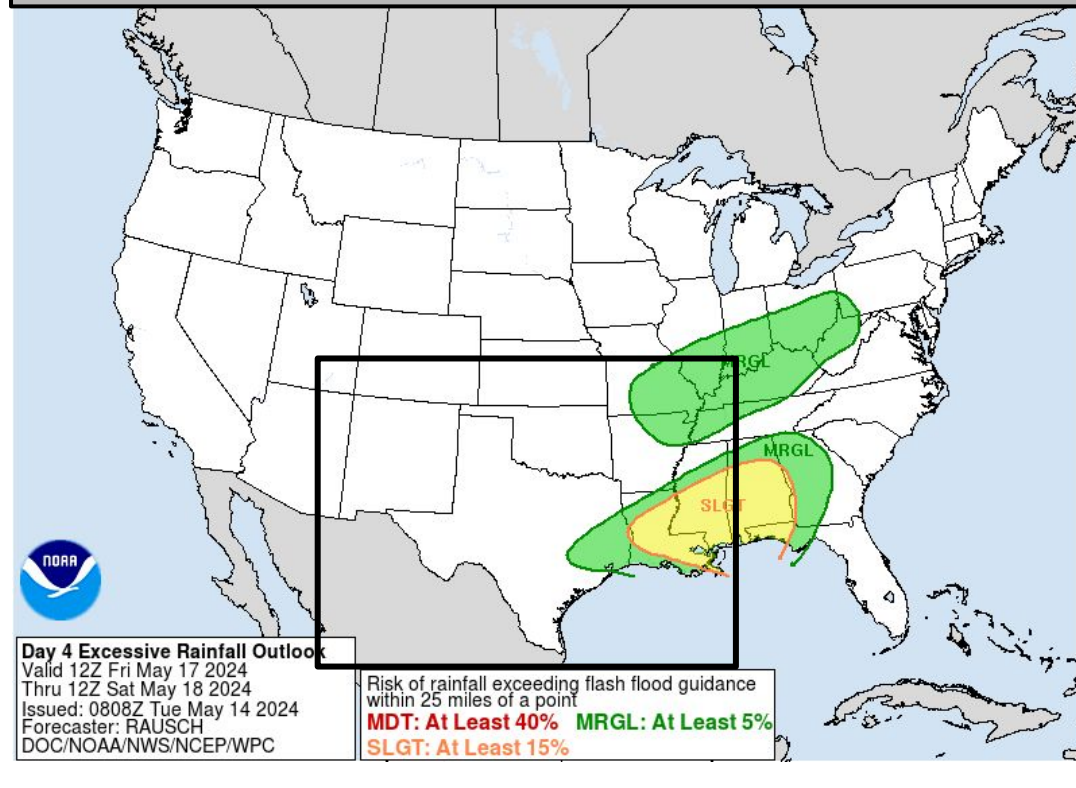 MRGL
MRGL
SLGT
NOAA
Day 4 Excessive Rainfall Outlook
Valid 12Z Fri May 17 2024
Thru 12Z Sat May 18 2024
Issued: 0808Z Tue May 14 2024
Forecaster: RAUSCH
DOC/NOAA/NWS/NCEP/WPC
Risk of rainfall exceeding flash flood guidance
within 25 miles of a point
MDT: At Least 40% MRGL: At Least 5%
SLGT: At Least 15%